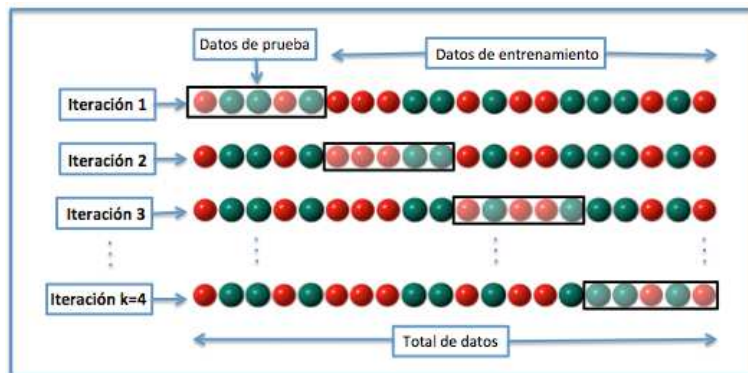 Datos de prueba
Datos de entrenamiento
Iteración 1
Iteración 2
Iteración 3
Iteración k=4
Total de datos